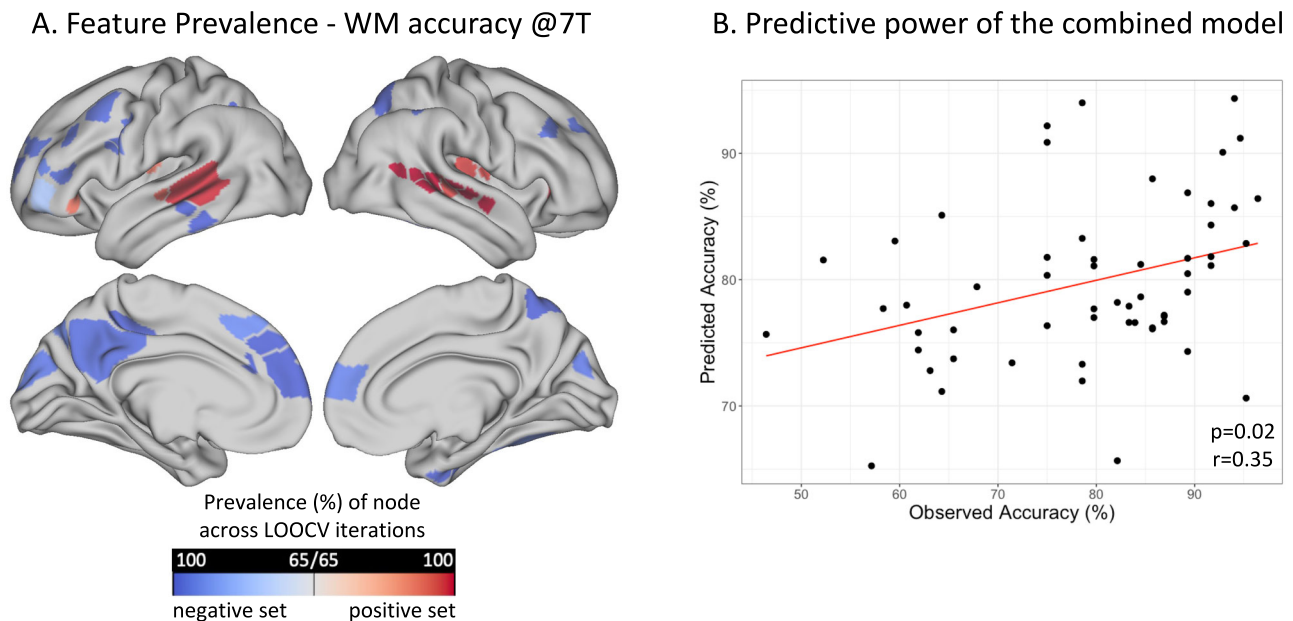 A. Feature Prevalence - WM accuracy @7T
Prevalence (%) of node
across LOOCV iterations
100 65/65 100
negative set positive set
B. Predictive power of the combined model
Predicted Accuracy (%)
90
80
70
p=0.02
r=0.35
50 60 70 80 90
Observed Accuracy (%)